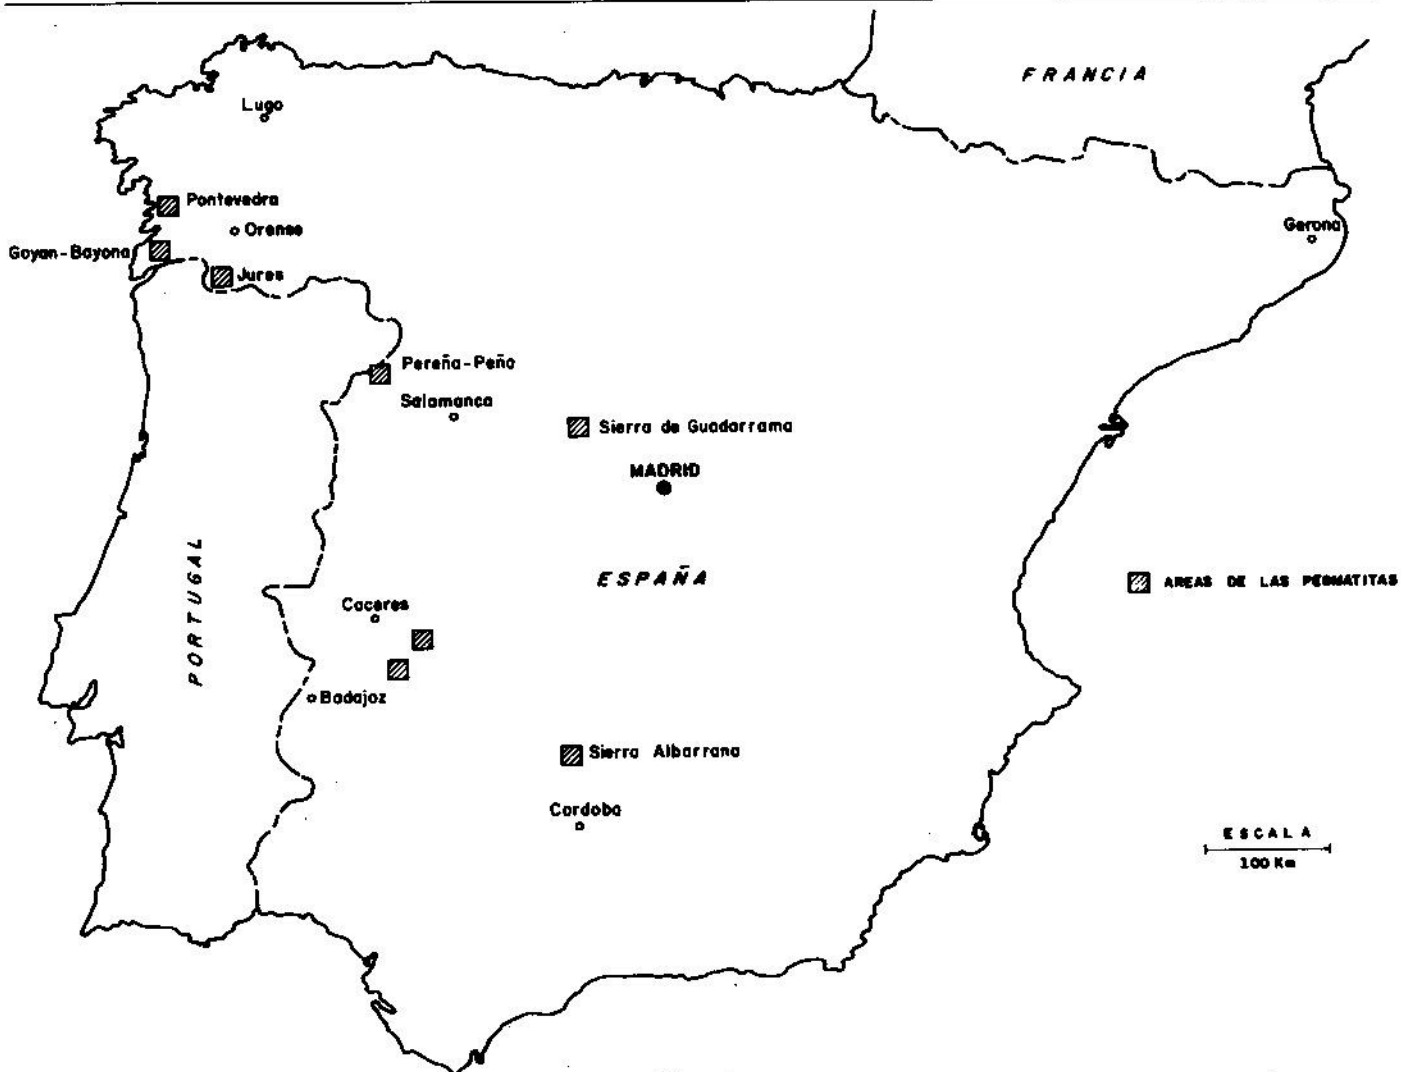 FRANCIA
Lugo
Pontevedra
Orense
Gerona
Goyan-Bayona
Jures
Pereña-Peña
Salamanca
Sierra de Guadarrama
MADRID
PORTUGAL
ESPAÑA
AREAS DE LAS PEGMATITAS
Caceres
Badajoz
Sierra Albarrana
Cordoba
ESCALA
100 Km